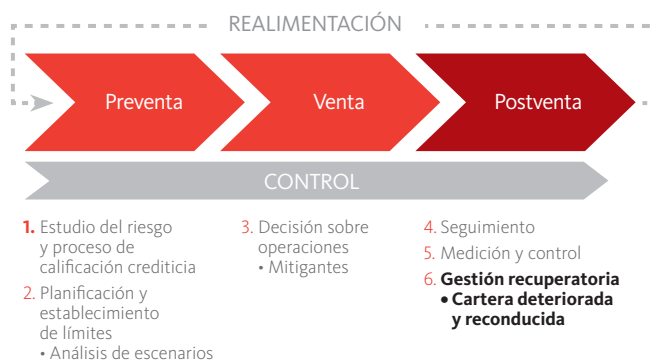 REALIMENTACIÓN
Preventa
Venta
Postventa
CONTROL
1. Estudio del riesgo
y proceso de
calificación crediticia
2. Planificación y
establecimiento
de límites
• Análisis de escenarios
3. Decisión sobre
operaciones
• Mitigantes
4. Seguimiento
5. Medición y control
6. Gestión recuperatoria
• Cartera deteriorada
y reconducida